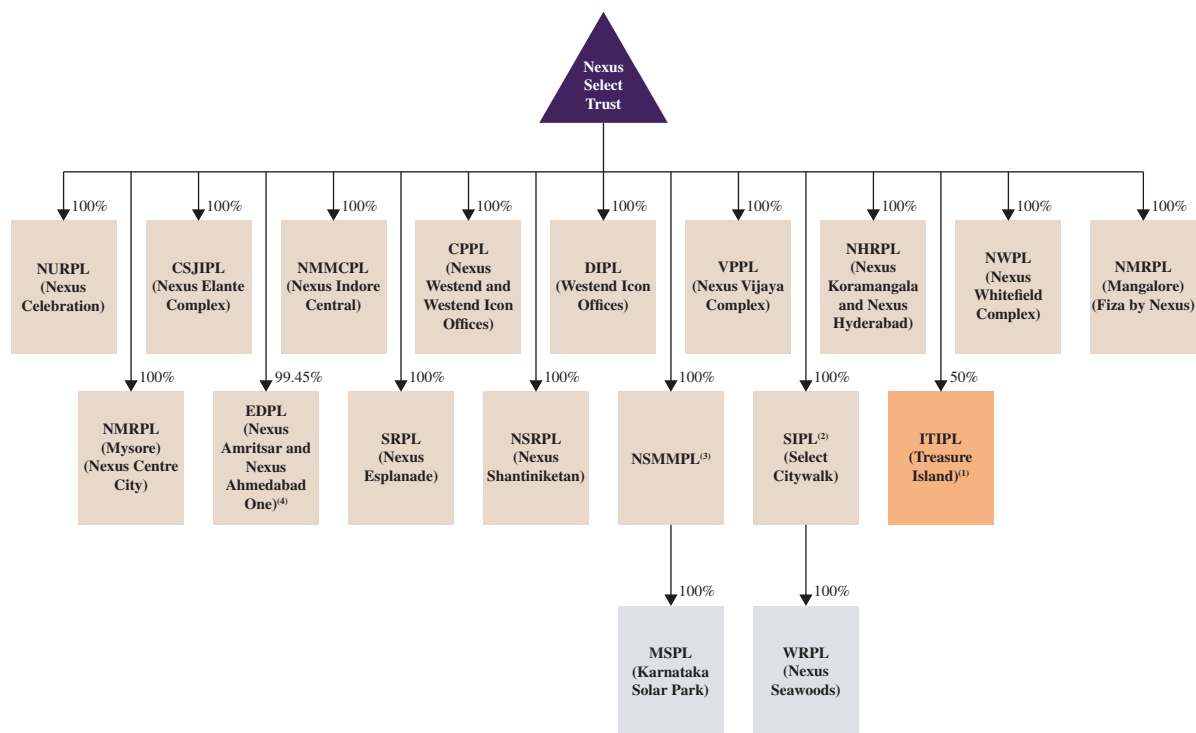 Nexus
Select
Trust
100%
100%
100%
100%
100%
100%
100%
100%
100%
NURPL
(Nexus
Celebration)
CSJIPL
(Nexus Elante
Complex)
NMMCPL
(Nexus Indore
Central)
CPPL
(Nexus
Westend and
Westend Icon
Offices)
DIPL
(Westend Icon
Offices)
VPPL
(Nexus Vijaya
Complex)
NHRPL
(Nexus
Koramangala
and Nexus
Hyderabad)
NWPL
(Nexus
Whitefield
Complex)
NMRPL
(Mangalore)
(Fiza by Nexus)
100%
99.45%
100%
100%
100%
100%
50%
NMRPL
(Mysore)
(Nexus Centre
City)
EDPL
(Nexus
Amritsar and
Nexus
Ahmedabad
One)(4)
SRPL
(Nexus
Esplanade)
NSRPL
(Nexus
Shantiniketan)
NSMMPL(3)
SIPL(2)
(Select
Citywalk)
ITIPL
(Treasure
Island)(1)
100%
100%
MSPL
(Karnataka
Solar Park)
WRPL
(Nexus
Seawoods)